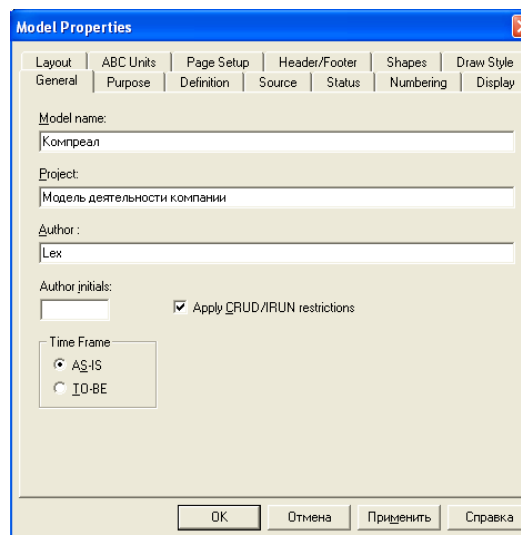 Model Properties
Layout ABC Units Page Setup Header/Footer Shapes Draw Style
General Purpose Definition Source Status Numbering Display
Model name:
Компреал
Project:
Модель деятельности компании
Author :
Lex
Author initials:
Apply CRUD/IRUN restrictions
Time Frame
AS-IS
TO-BE
OK Отмена Применить Справка